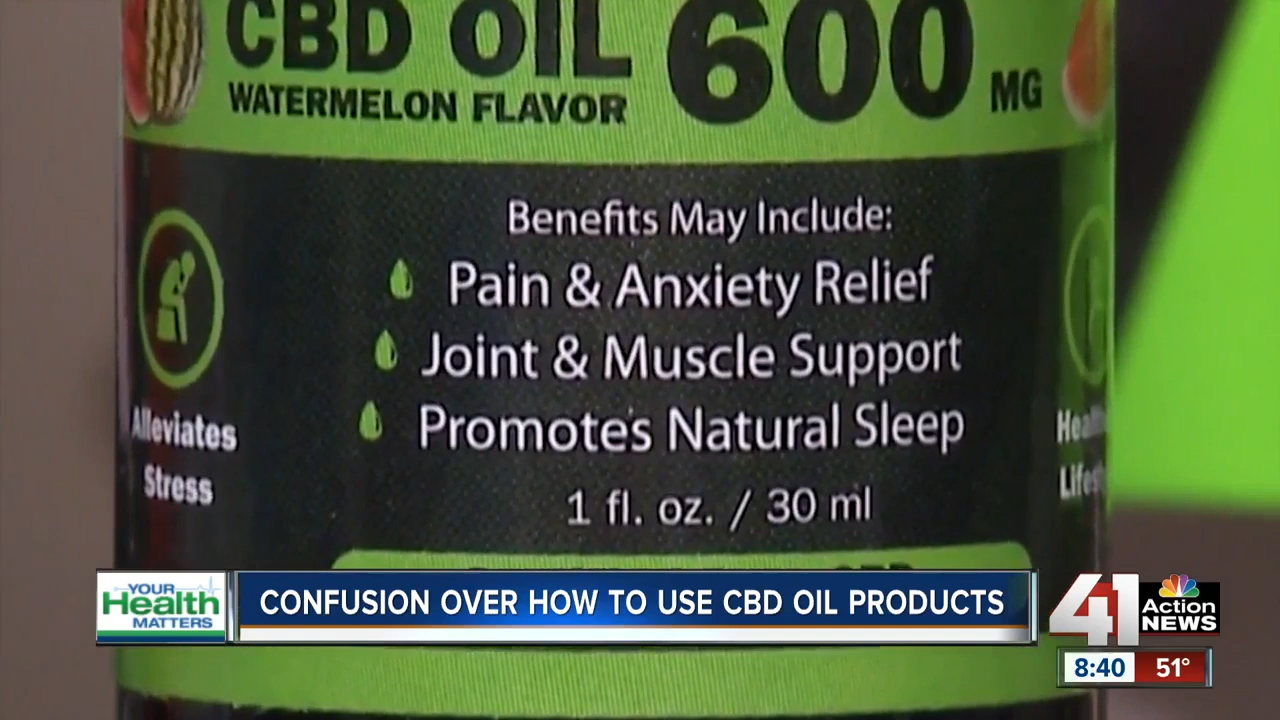 CBD OIL 600 MG
WATERMELON FLAVOR
Benefits May Include:
Pain & Anxiety Relief
Joint & Muscle Support
Promotes Natural Sleep
1 fl. oz. / 30 ml
Alleviates
Stress
YOUR
Health
MATTERS
CONFUSION OVER HOW TO USE CBD OIL PRODUCTS
41
Action
NEWS
8:40 51°